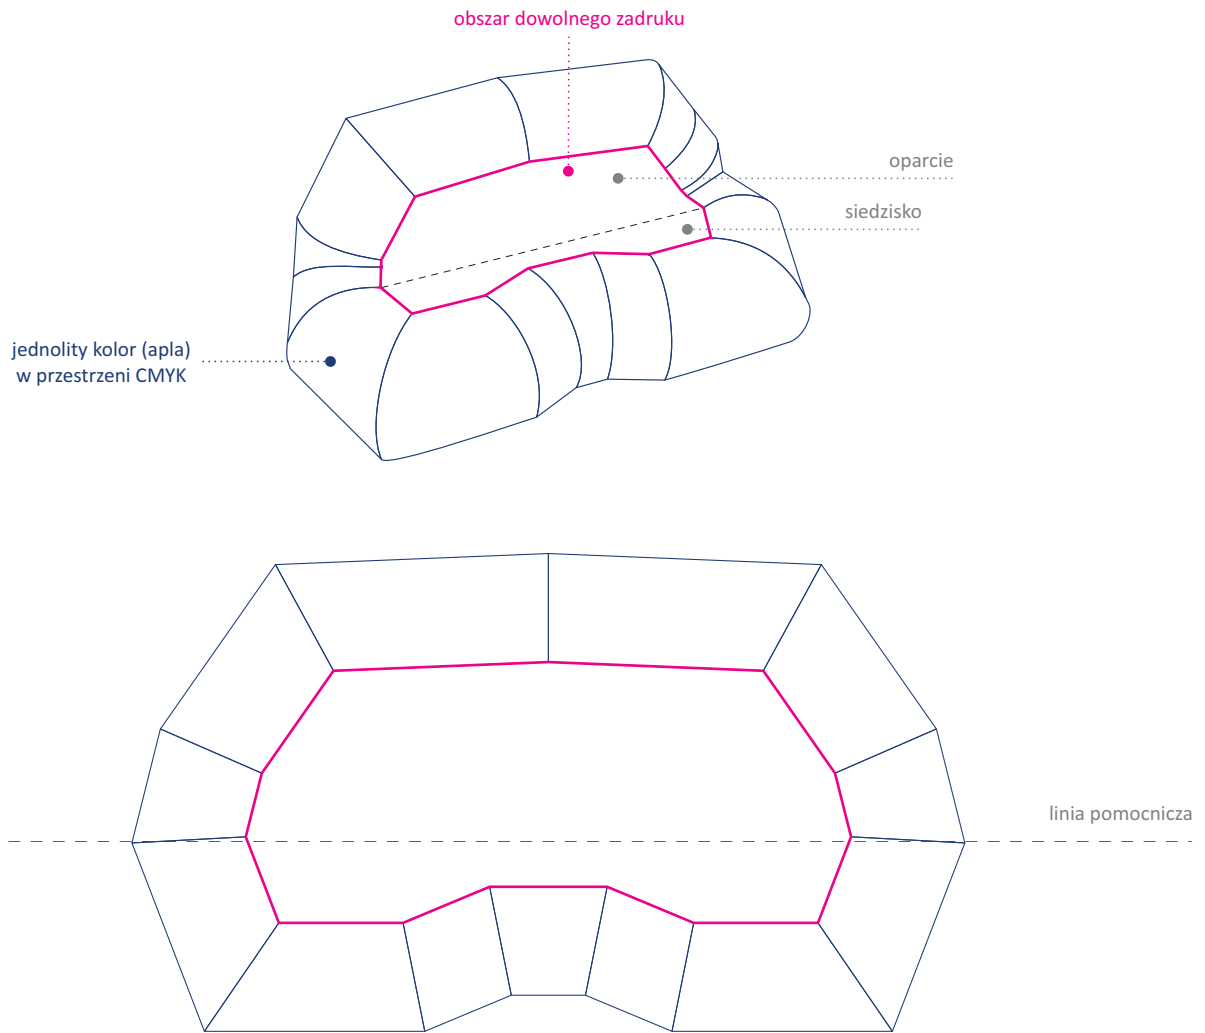 obszar dowolnego zadruku
oparcie
siedzisko
jednolity kolor (apla)
w przestrzeni CMYK
linia pomocnicza